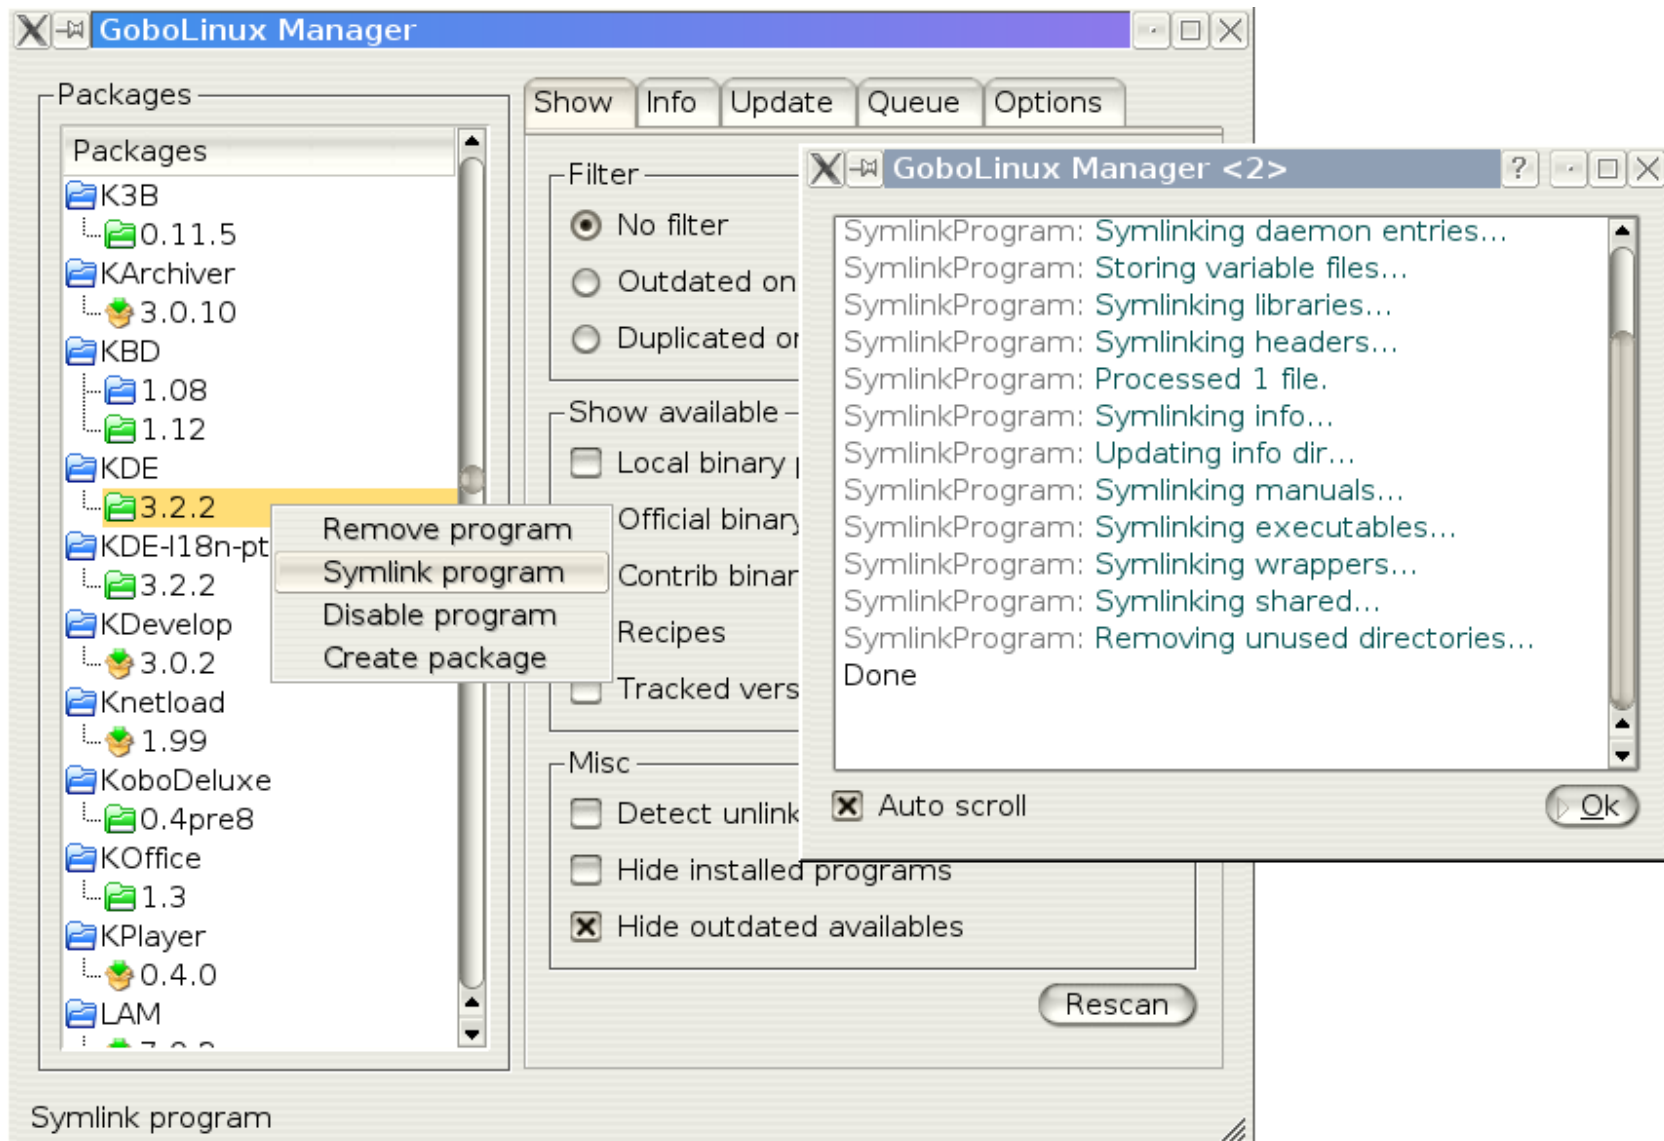 GoboLinux Manager
Packages
Packages
K3B
0.11.5
KArchiver
3.0.10
KBD
1.08
1.12
KDE
3.2.2
KDE-I18n-pt
3.2.2
KDevelop
3.0.2
Knetload
1.99
KoboDeluxe
0.4pre8
KOffice
1.3
KPlayer
0.4.0
LAM
Remove program
Symlink program
Disable program
Create package
Show Info Update Queue Options
Filter
No filter
Outdated on
Duplicated
Show available
Local binary
Official binary
Contrib binar
Recipes
Tracked vers
Misc
Detect unlink
Hide installed programs
Hide outdated availables
Rescan
GoboLinux Manager <2>
SymlinkProgram: Symlinking daemon entries...
SymlinkProgram: Storing variable files...
SymlinkProgram: Symlinking libraries...
SymlinkProgram: Symlinking headers...
SymlinkProgram: Processed 1 file.
SymlinkProgram: Symlinking info...
SymlinkProgram: Updating info dir...
SymlinkProgram: Symlinking manuals...
SymlinkProgram: Symlinking executables...
SymlinkProgram: Symlinking wrappers...
SymlinkProgram: Symlinking shared...
SymlinkProgram: Removing unused directories...
Done
Auto scroll
Ok
Symlink program